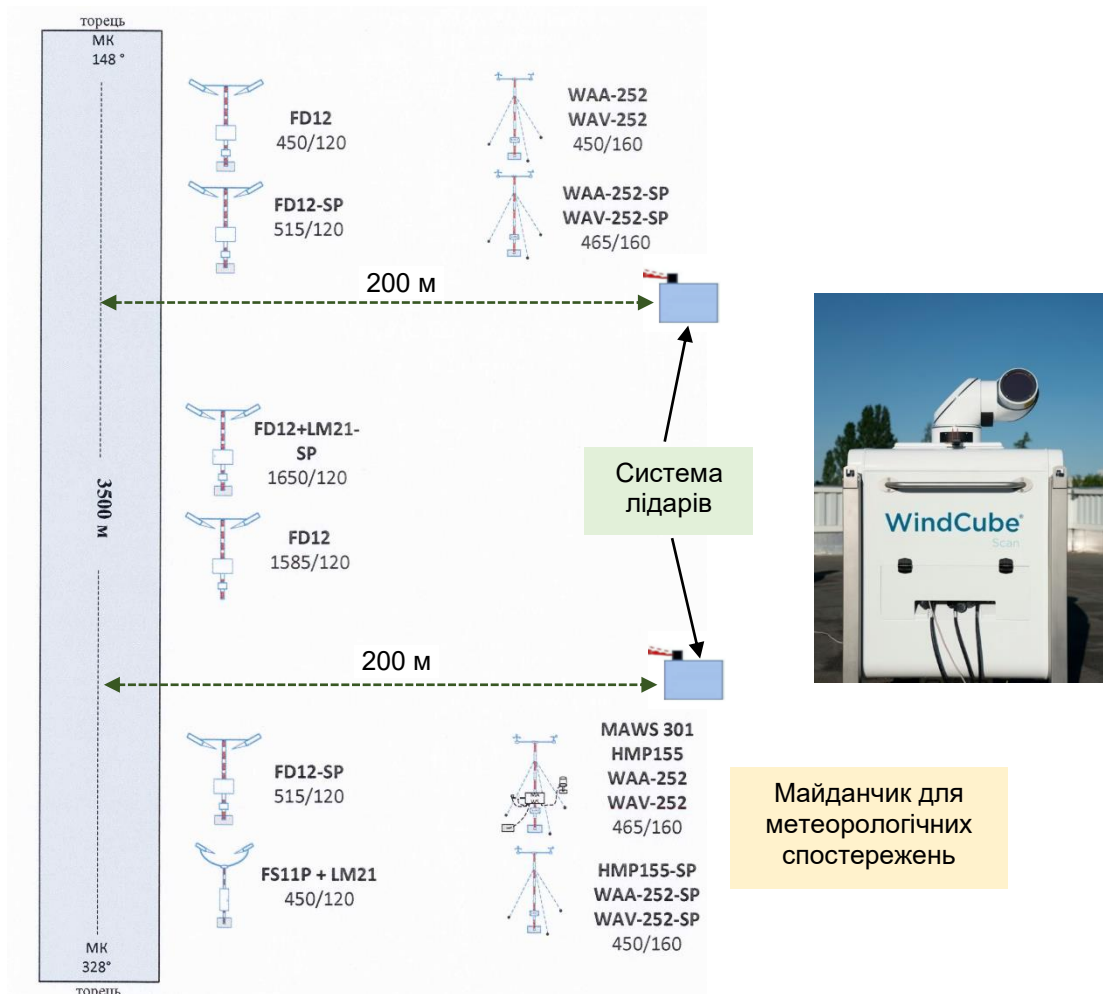 торець
МК
148 °
FD12
450/120
WAA-252
WAV-252
450/160
FD12-SP
515/120
WAA-252-SP
WAV-252-SP
465/160
200 м
FD12+LM21-
SP
1650/120
3500 м
FD12
1585/120
Система
лідарів
WindCube®
Scan
200 м
FD12-SP
515/120
MAWS 301
HMP155
WAA-252
WAV-252
465/160
Майданчик для
метеорологічних
спостережень
FS11P + LM21
450/120
HMP155-SP
WAA-252-SP
WAV-252-SP
450/160
МК
328°
торець